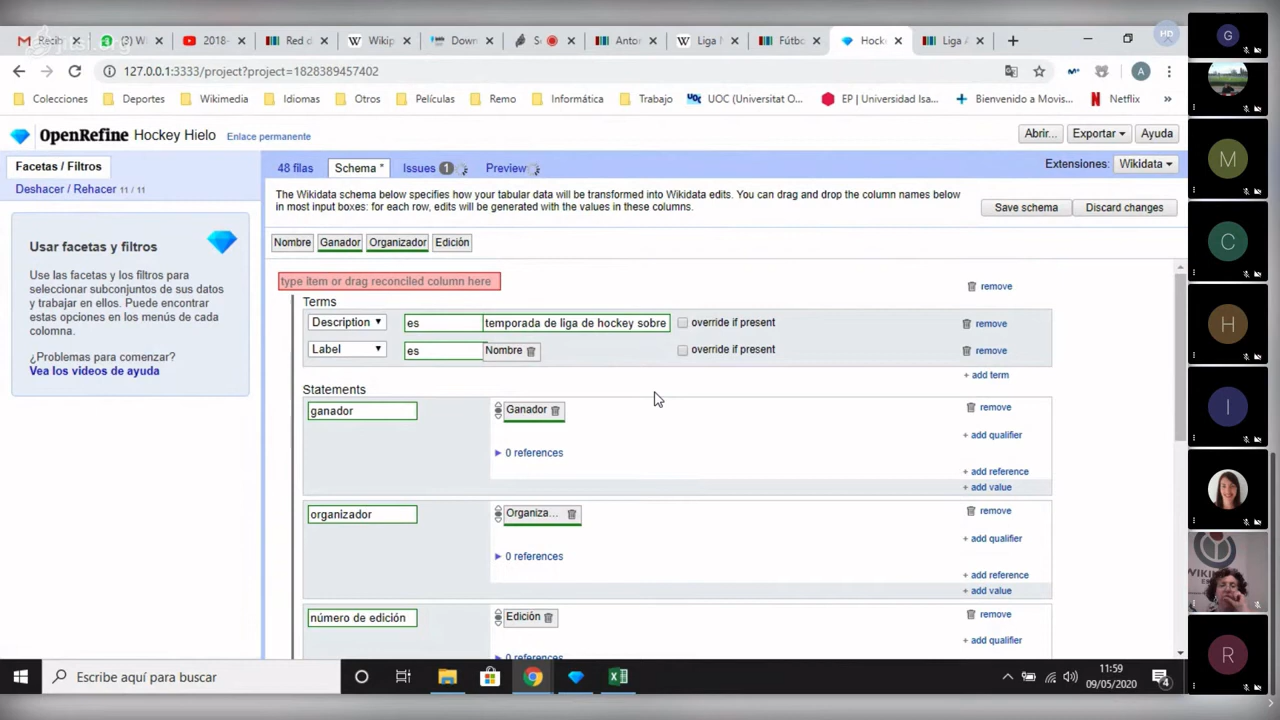 Recib
(3) W
2018-
Red d
Wikip
Down
S
Anton
Liga N
Fútbo
Hocke
Liga A
HD
127.0.0.1:3333/project?project=1828389457402
A
Colecciones
Deportes
Wikimedia
Idiomas
Otros
Películas
Remo
Informática
Trabajo
UOC (Universitat O...
EP | Universidad Isa...
Bienvenido a Movis...
Netflix
»
OpenRefine Hockey Hielo Enlace permanente
Abrir...
Exportar
Ayuda
Facetas / Filtros
Deshacer / Rehacer 11 / 11
48 filas
Schema *
Issues 1
Preview
Extensiones:
Wikidata
The Wikidata schema below specifies how your tabular data will be transformed into Wikidata edits. You can drag and drop the column names below
in most input boxes: for each row, edits will be generated with the values in these columns.
Save schema
Discard changes
Usar facetas y filtros
Use las facetas y los filtros para
seleccionar subconjuntos de sus datos
y trabajar en ellos. Puede encontrar
estas opciones en los menús de cada
columna.
¿Problemas para comenzar?
Vea los videos de ayuda
Nombre
Ganador
Organizador
Edición
type item or drag reconciled column here
remove
Terms
Description
es
temporada de liga de hockey sobre
override if present
remove
Label
es
Nombre
override if present
remove
+ add term
Statements
ganador
Ganador
remove
+ add qualifier
0 references
+ add reference
+ add value
organizador
Organiza...
remove
+ add qualifier
0 references
+ add reference
+ add value
número de edición
Edición
remove
+ add qualifier
0 references
Escribe aquí para buscar
11:59
09/05/2020
4
G
M
C
H
I
WIKI
R